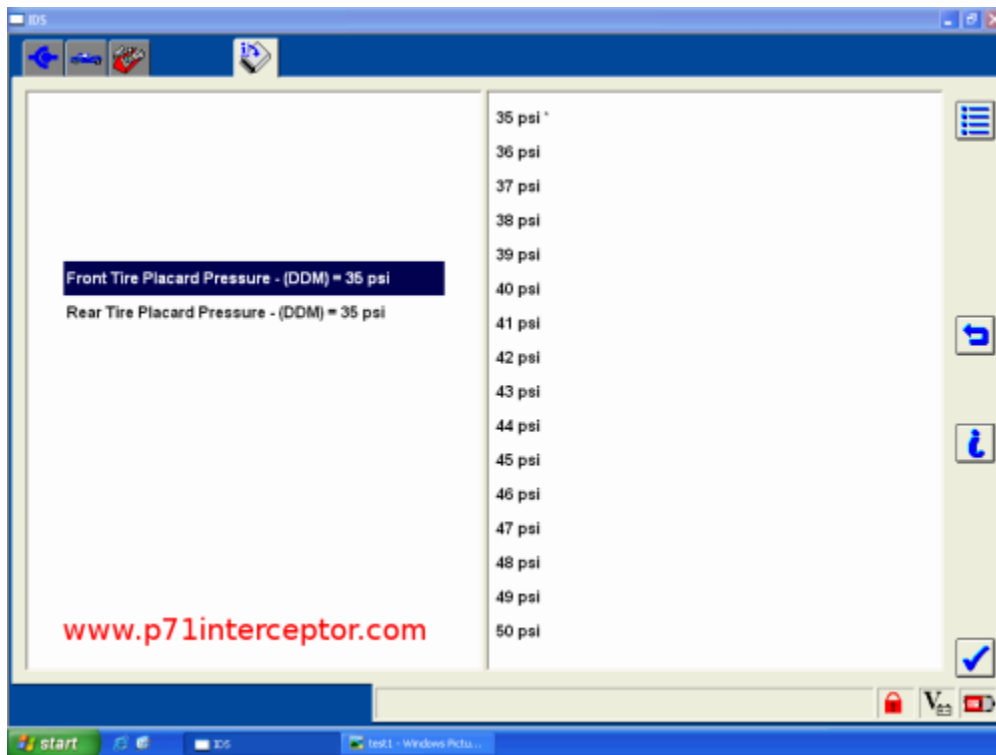 IDS
Front Tire Placard Pressure - (DDM) = 35 psi
Rear Tire Placard Pressure - (DDM) = 35 psi
www.p71interceptor.com
35 psi *
36 psi
37 psi
38 psi
39 psi
40 psi
41 psi
42 psi
43 psi
44 psi
45 psi
46 psi
47 psi
48 psi
49 psi
50 psi
V
start
IDS
test1 - Windows Pictu...